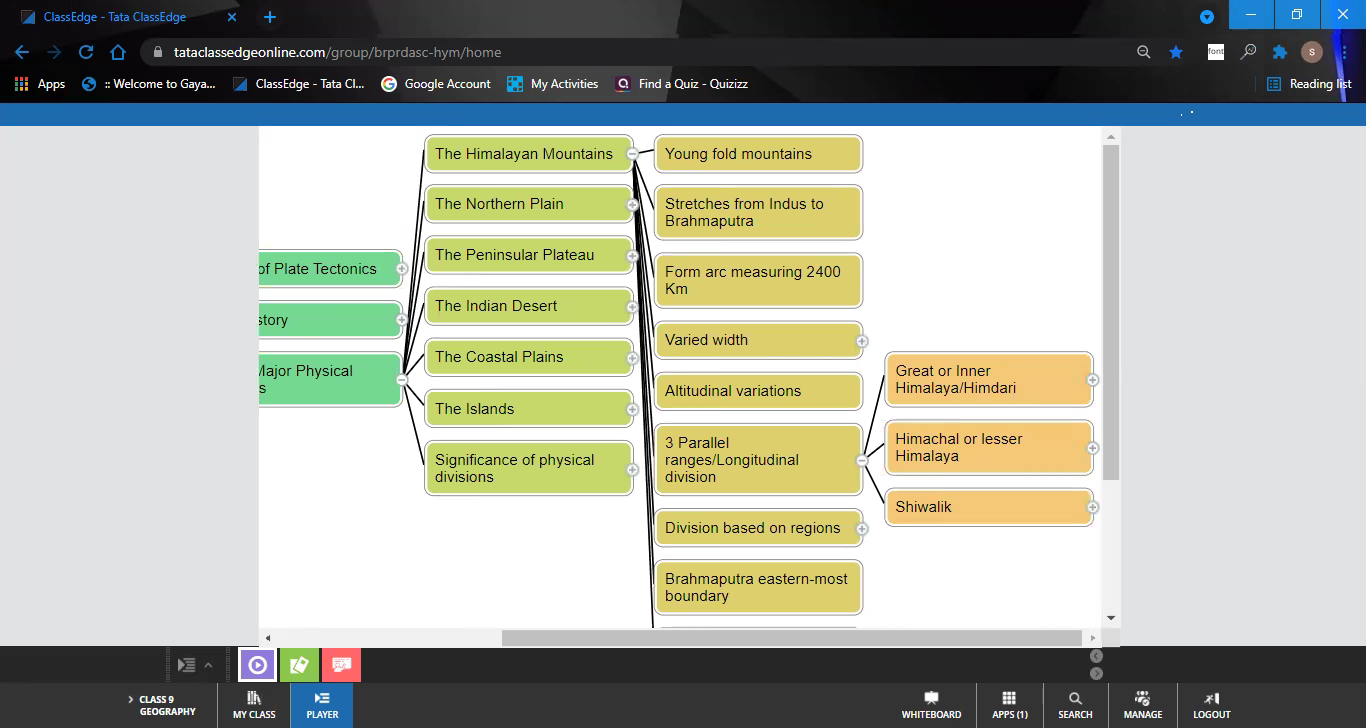 ClassEdge - Tata ClassEdge
tataclassedgeonline.com/group/brprdasc-hym/home
font
S
Apps
:: Welcome to Gaya...
ClassEdge - Tata Cl...
Google Account
My Activities
Find a Quiz - Quizizz
Reading list
of Plate Tectonics
story
Major Physical
s
The Himalayan Mountains
The Northern Plain
The Peninsular Plateau
The Indian Desert
The Coastal Plains
The Islands
Significance of physical
divisions
Young fold mountains
Stretches from Indus to
Brahmaputra
Form arc measuring 2400
Km
Varied width
Altitudinal variations
3 Parallel
ranges/Longitudinal
division
Division based on regions
Brahmaputra eastern-most
boundary
Great or Inner
Himalaya/Himdari
Himachal or lesser
Himalaya
Shiwalik
CLASS 9
GEOGRAPHY
MY CLASS
PLAYER
WHITEBOARD
APPS (1)
SEARCH
MANAGE
LOGOUT